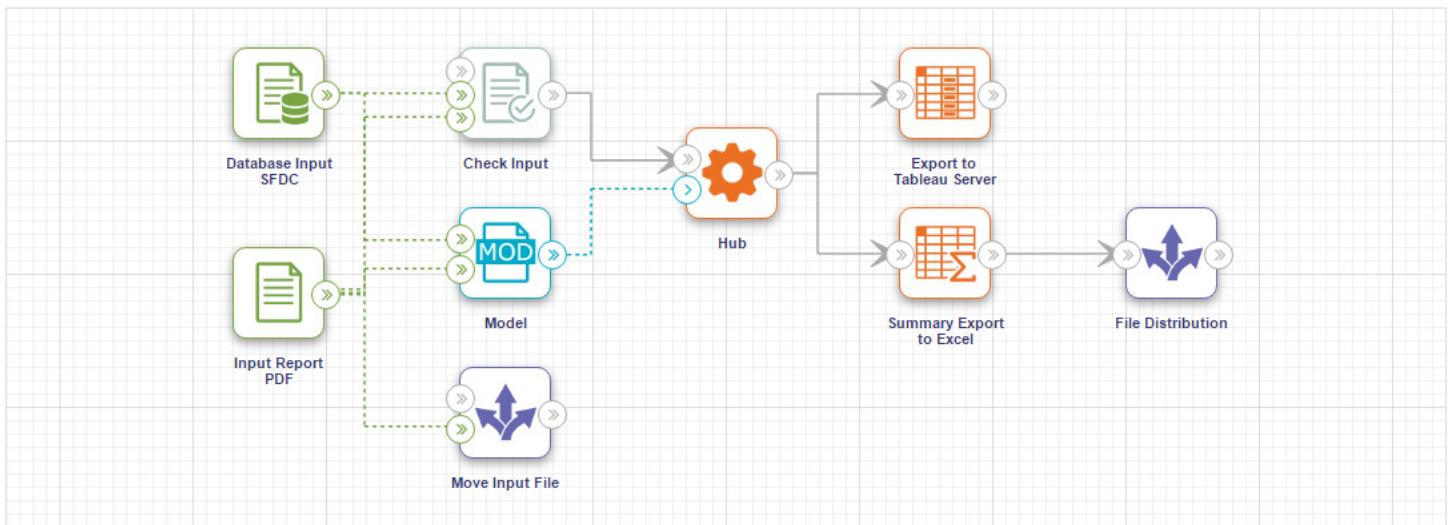 Database Input
SFDC
Check Input
Export to
Tableau Server
Hub
MOD
Model
Input Report
PDF
Summary Export
to Excel
File Distribution
Move Input File